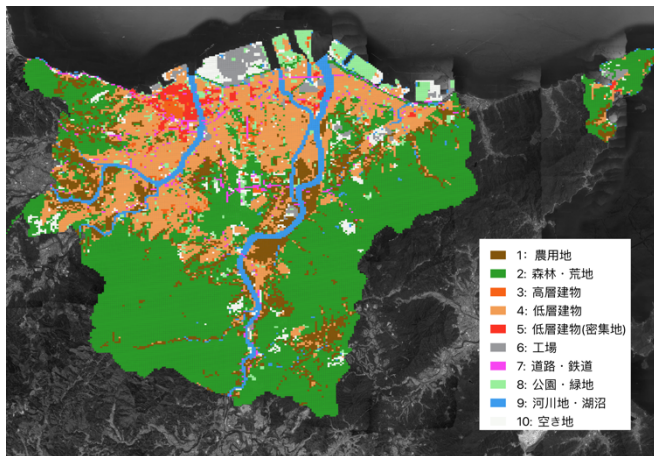 1: 農用地
2: 森林・荒地
3: 高層建物
4: 低層建物
5: 低層建物(密集地)
6: 工場
7: 道路・鉄道
8: 公園・緑地
9: 河川地・湖沼
10: 空き地